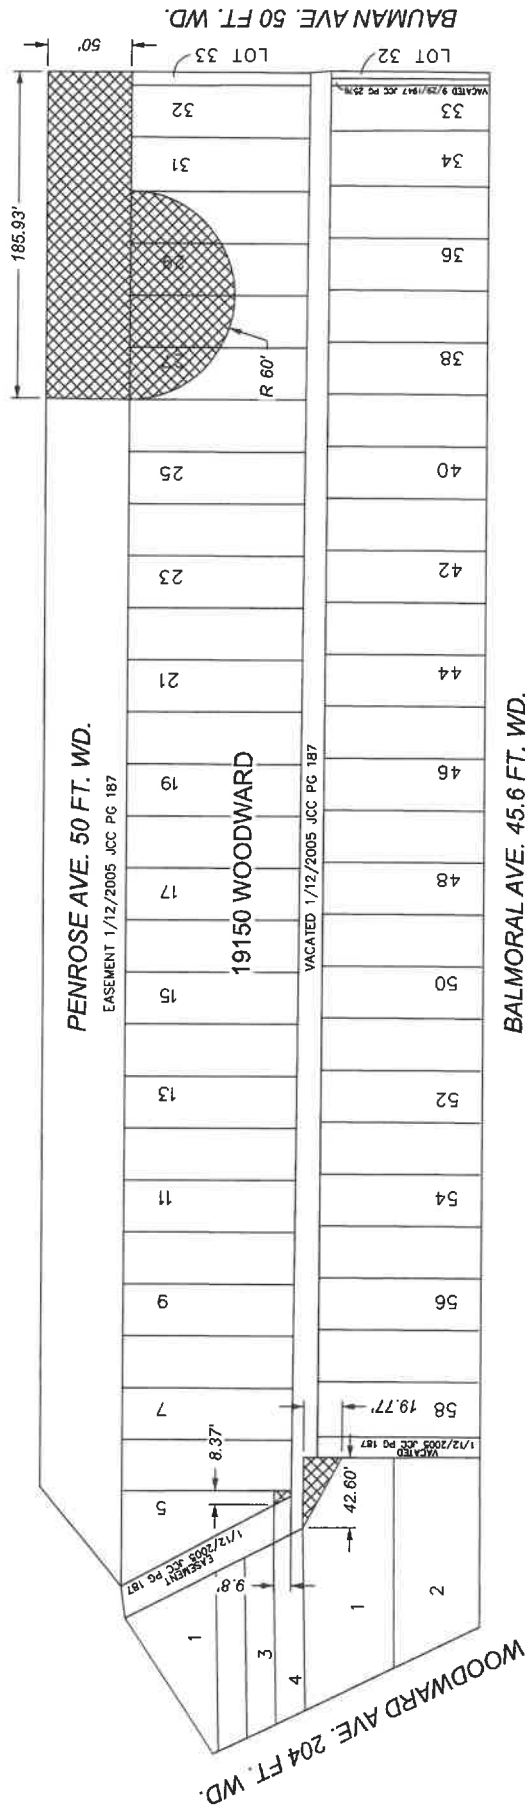 BAUMAN AVE. 50 FT. WD.
50'
185.93'
LOT 33
LOT 32
VACATED 9/29/1947 JCC PG 2576
32
31
R 60'
25
23
21
19
17
15
13
11
9
7
5
33
34
36
38
40
42
44
46
48
50
52
54
56
58
PENROSE AVE. 50 FT. WD.
EASEMENT 1/12/2005 JCC PG 187
19150 WOODWARD
VACATED 1/12/2005 JCC PG 187
BALMORAL AVE. 45.6 FT. WD.
8.37'
19.77'
VACATED
1/12/2005 JCC PG 187
42.60'
9.8'
EASEMENT
1/12/2005 JCC PG 187
1
3
4
1
2
WOODWARD AVE. 204 FT. WD.